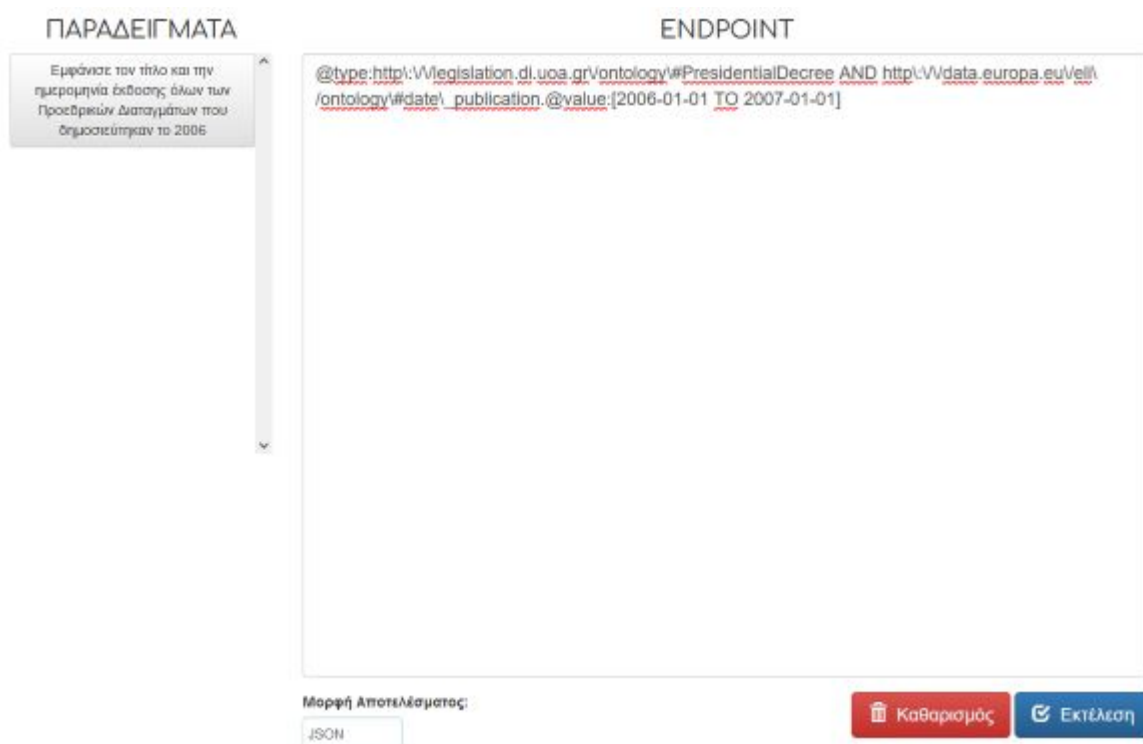 ΠΑΡΑΔΕΙΓΜΑΤΑ
Εμφάνισε τον τίτλο και την
ημερομηνία έκδοσης όλων των
Προεδρικών Διαταγμάτων που
δημοσιεύτηκαν το 2006
ENDPOINT
@type:http\:\/\/legislation.di.uoa.gr\/ontology\#PresidentialDecree AND http\:\/\/data.europa.eu\/eli\
/ontology\#date\_publication.@value:[2006-01-01 TO 2007-01-01]
Μορφή Αποτελέσματος:
JSON
Καθαρισμός
Εκτέλεση